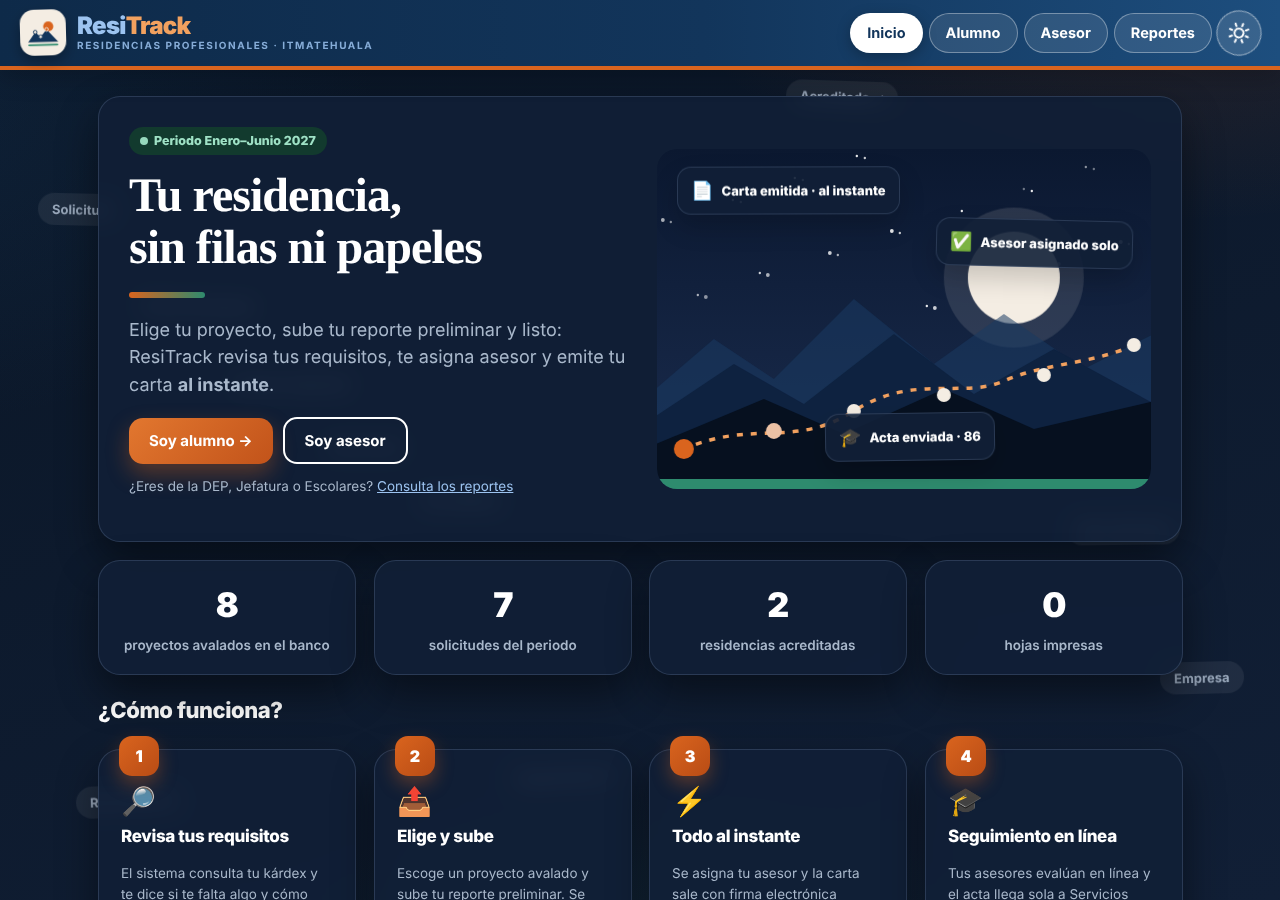 ResiTrack
RESIDENCIAS PROFESIONALES · ITMATEHUALA
Inicio
Alumno
Asesor
Reportes
Periodo Enero–Junio 2027
Tu residencia,
sin filas ni papeles
Elige tu proyecto, sube tu reporte preliminar y listo:
ResiTrack revisa tus requisitos, te asigna asesor y emite tu
carta al instante.
Soy alumno →
Soy asesor
¿Eres de la DEP, Jefatura o Escolares? Consulta los reportes
Carta emitida · al instante
Asesor asignado solo
Acta enviada · 86
8
proyectos avalados en el banco
7
solicitudes del periodo
2
residencias acreditadas
0
hojas impresas
Empresa
¿Cómo funciona?
1
Revisa tus requisitos
El sistema consulta tu kárdex y
te dice si te falta algo y cómo
2
Elige y sube
Escoge un proyecto avalado y
sube tu reporte preliminar. Se
3
Todo al instante
Se asigna tu asesor y la carta
sale con firma electrónica
4
Seguimiento en línea
Tus asesores evalúan en línea y
el acta llega sola a Servicios